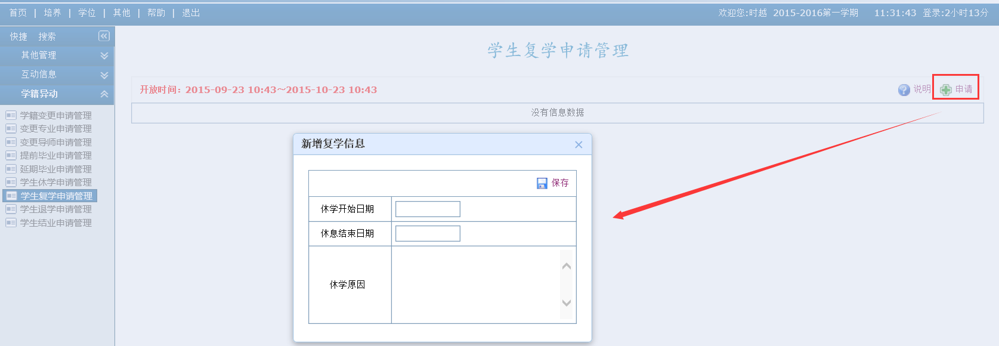 首页 | 培养 | 学位 | 其他 | 帮助 | 退出
欢迎您:时越 2015-2016第一学期 11:31:43 登录:2小时13分
快捷 搜索
其他管理
互动信息
学籍异动
学籍变更申请管理
变更专业申请管理
变更导师申请管理
提前毕业申请管理
延期毕业申请管理
学生休学申请管理
学生复学申请管理
学生退学申请管理
学生结业申请管理
学生复学申请管理
开放时间：2015-09-23 10:43～2015-10-23 10:43
说明 申请
没有信息数据
新增复学信息
保存
休学开始日期
休息结束日期
休学原因